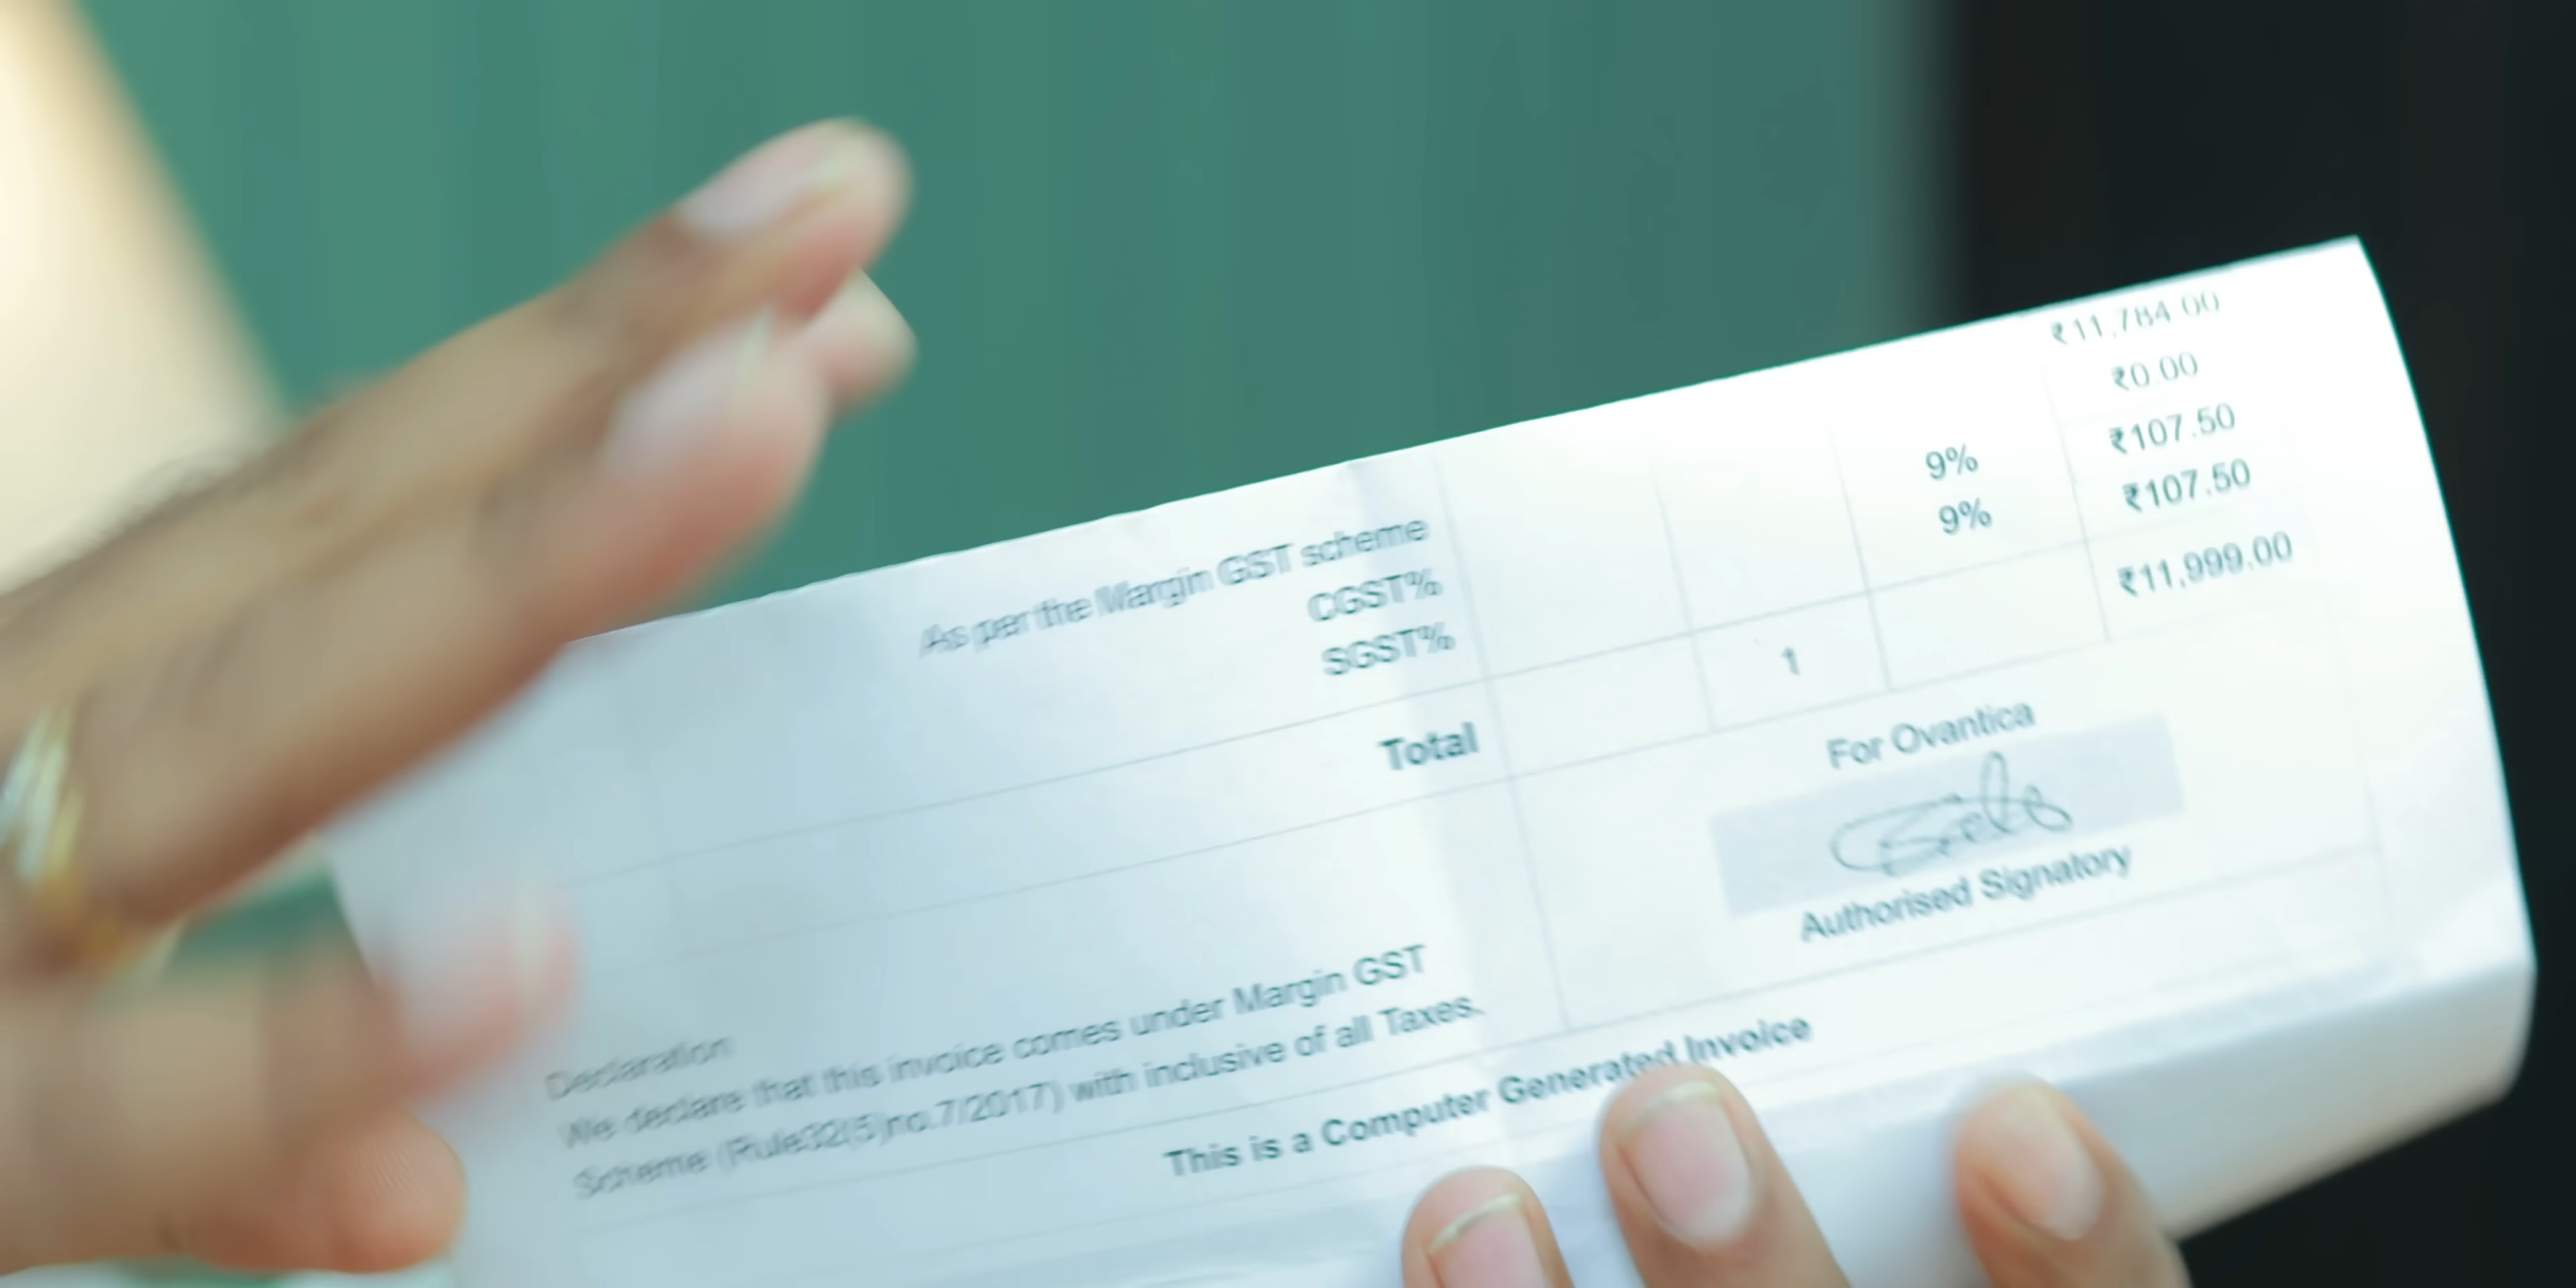 ₹11,784.00
₹0.00
As per the Margin GST scheme
CGST% 9% ₹107.50
SGST% 9% ₹107.50
Total 1 ₹11,999.00
For Ovantica
Authorised Signatory
Declaration
We declare that this invoice comes under Margin GST
Scheme (Rule32(5)no.7/2017) with inclusive of all Taxes.
This is a Computer Generated Invoice